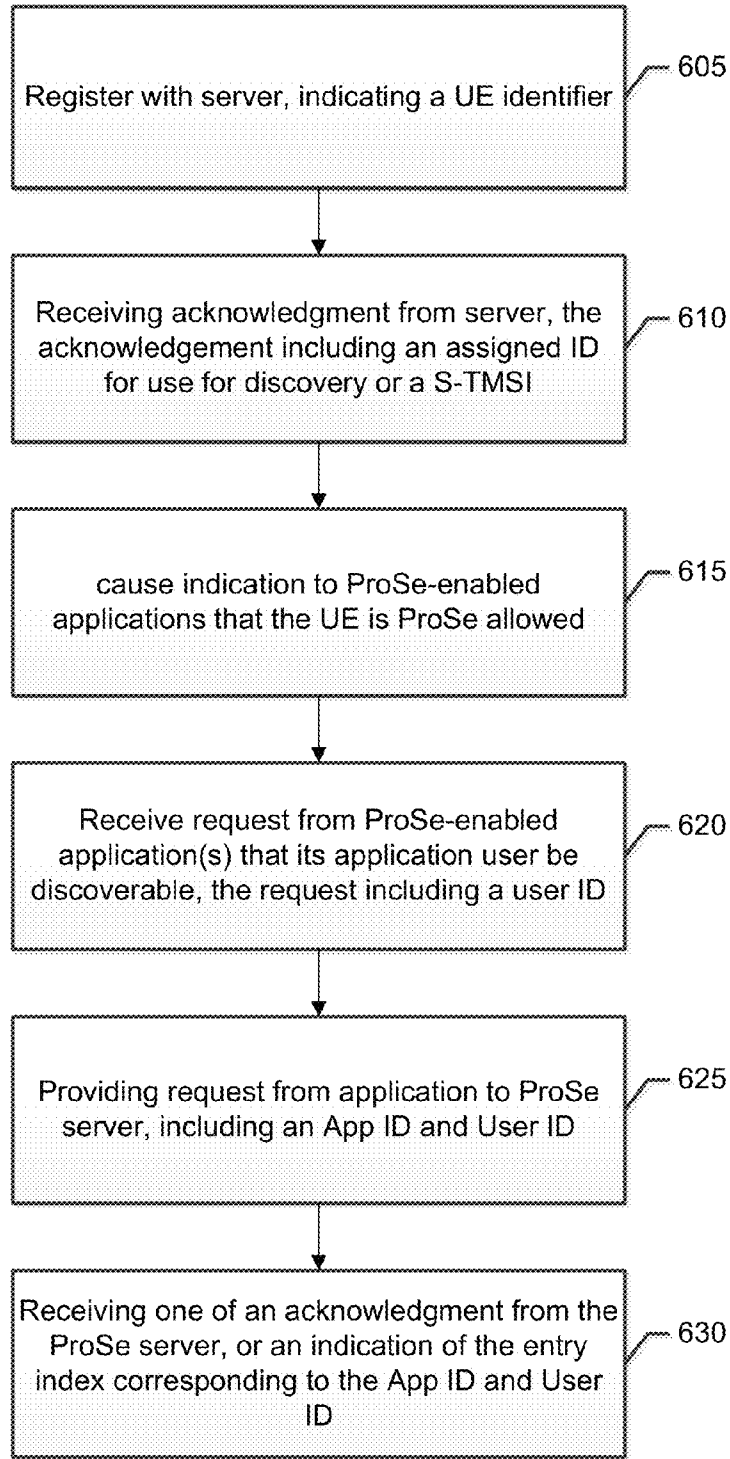 Register with server, indicating a UE identifier
605
Receiving acknowledgment from server, the
acknowledgement including an assigned ID
for use for discovery or a S-TMSI
610
cause indication to ProSe-enabled
applications that the UE is ProSe allowed
615
Receive request from ProSe-enabled
application(s) that its application user be
discoverable, the request including a user ID
620
Providing request from application to ProSe
server, including an App ID and User ID
625
Receiving one of an acknowledgment from the
ProSe server, or an indication of the entry
index corresponding to the App ID and User
ID
630